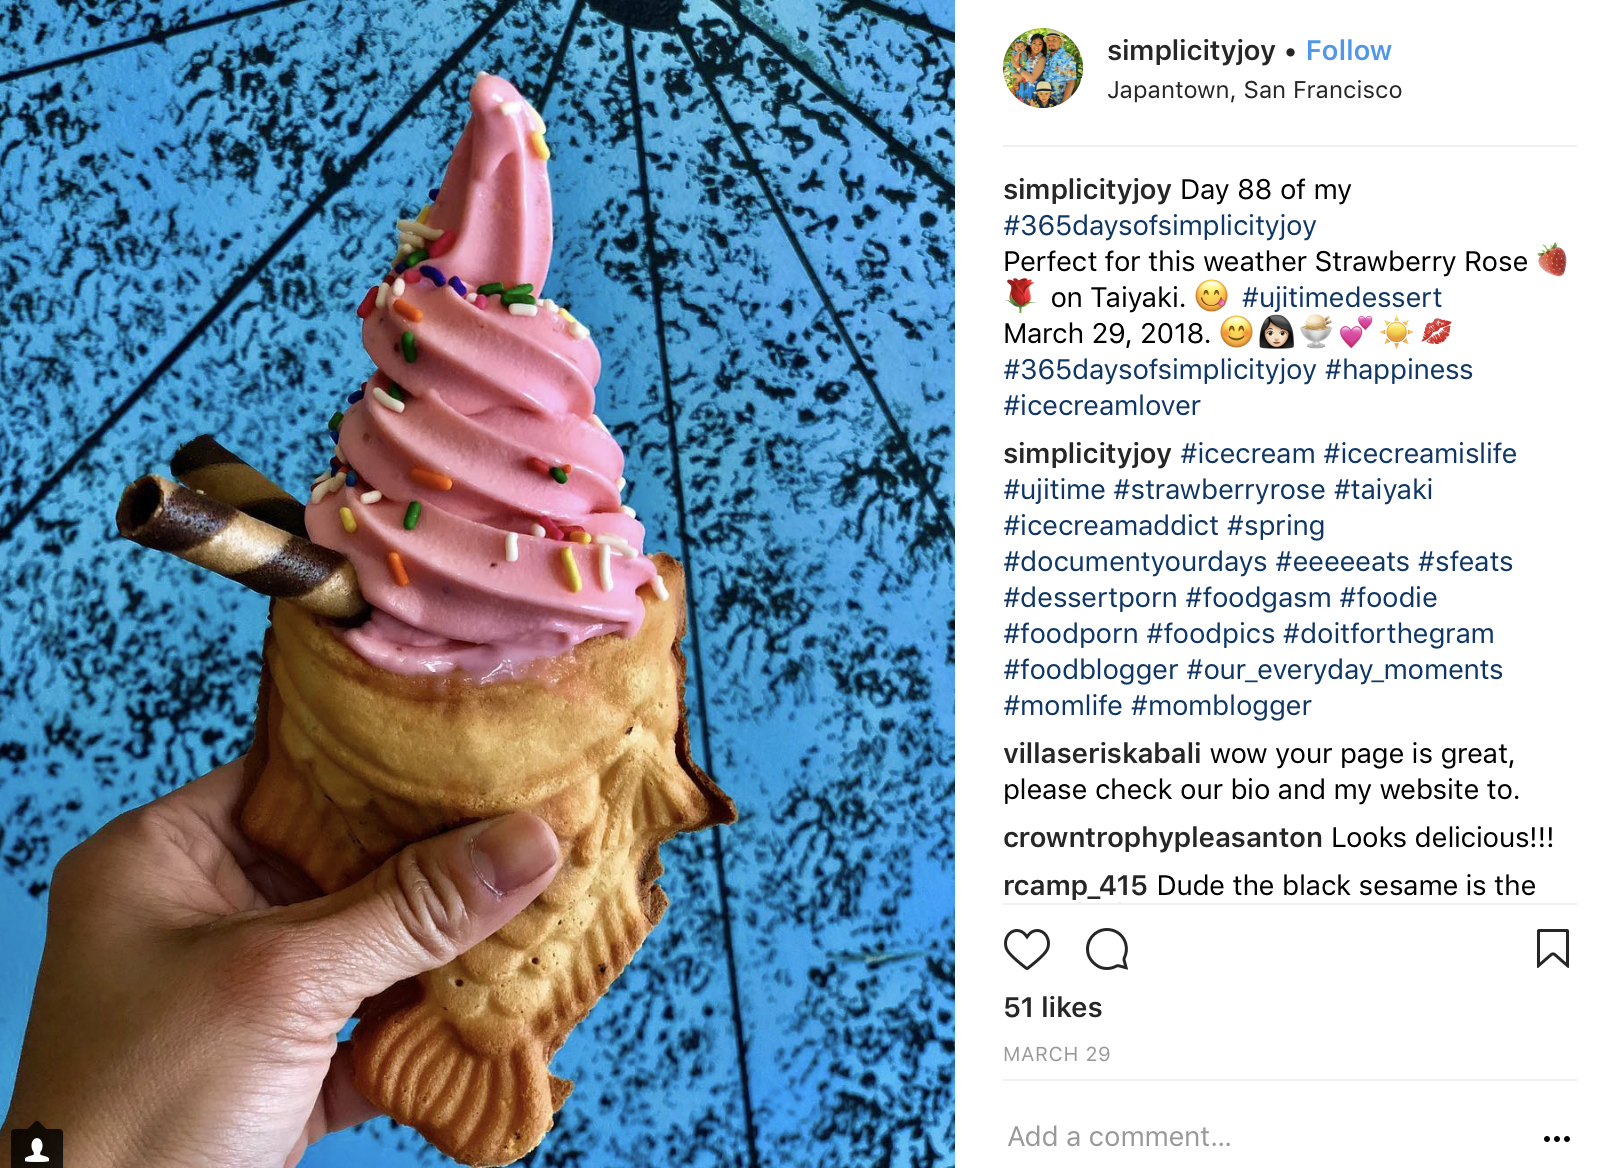 simplicityjoy • Follow
Japantown, San Francisco
simplicityjoy Day 88 of my
#365daysofsimplicityjoy
Perfect for this weather Strawberry Rose 🍓
🌹 on Taiyaki. 😋 #ujitimedessert
March 29, 2018. 😊👩🏻🍨💕☀️💋
#365daysofsimplicityjoy #happiness
#icecreamlover
simplicityjoy #icecream #icecreamislife
#ujitime #strawberryrose #taiyaki
#icecreamaddict #spring
#documentyourdays #eeeeeats #sfeats
#dessertporn #foodgasm #foodie
#foodporn #foodpics #doitforthegram
#foodblogger #our_everyday_moments
#momlife #momblogger
villaseriskabali wow your page is great,
please check our bio and my website to.
crowntrophypleasanton Looks delicious!!!
rcamp_415 Dude the black sesame is the
51 likes
MARCH 29
Add a comment...